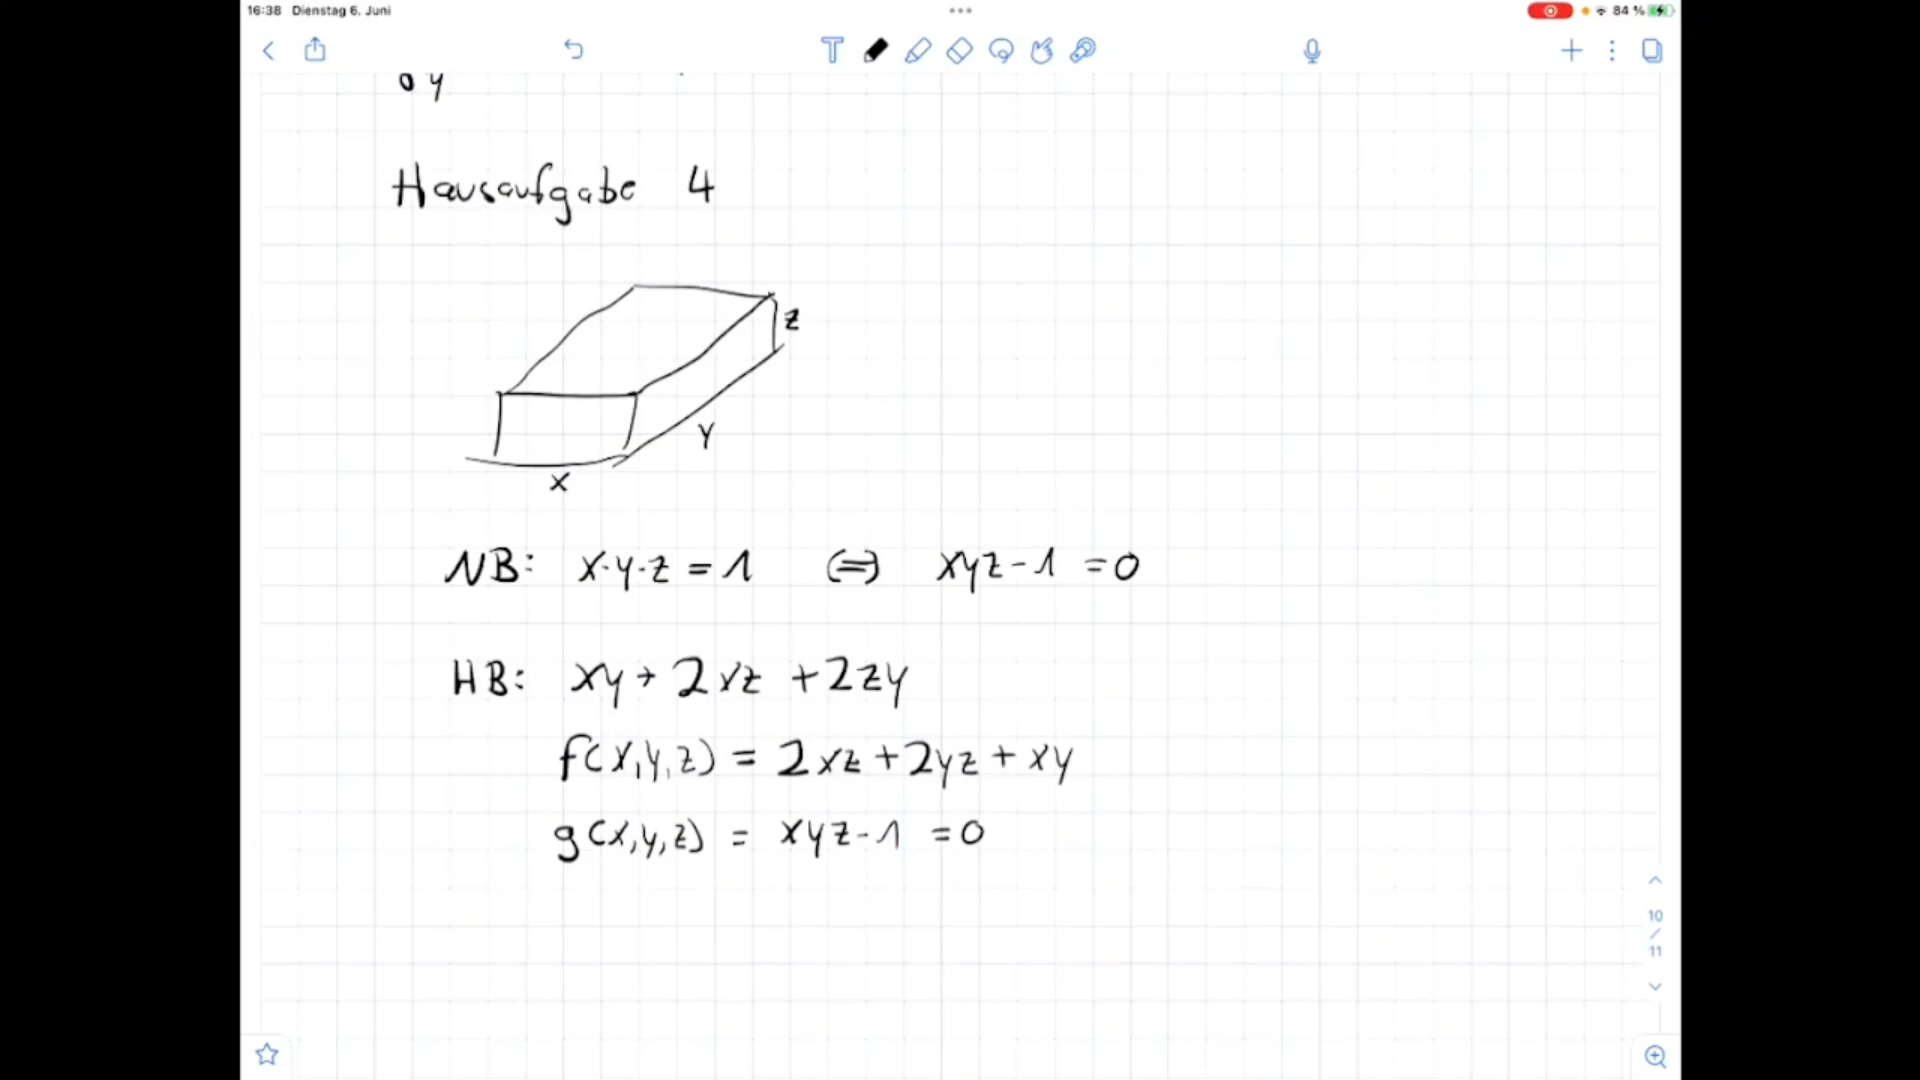 16:38 Dienstag 6. Juni
84 %
T
Hausaufgabe 4
z
y
x
NB: x·y·z = 1 ⇔ xyz-1 = 0
HB: xy + 2xz + 2zy
f(x,y,z) = 2xz + 2yz + xy
g(x,y,z) = xyz-1 = 0
10
/
11